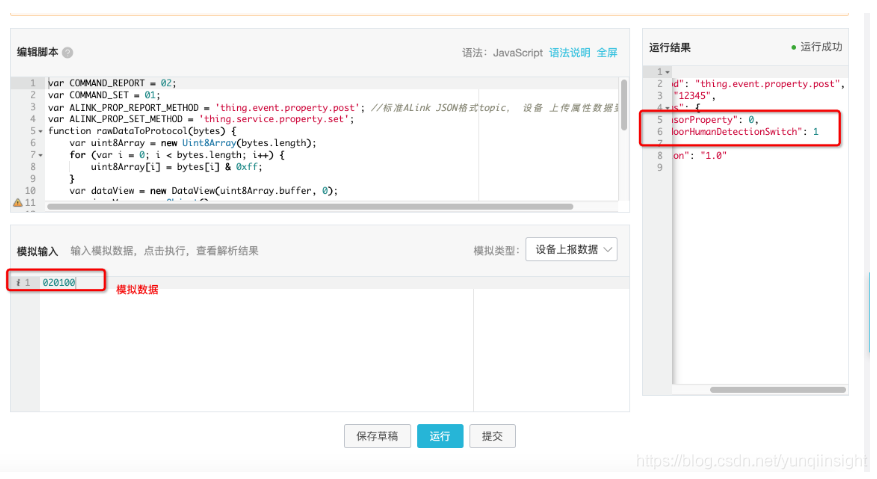 编辑脚本 ?
语法: JavaScript 语法说明 全屏
1 var COMMAND_REPORT = 02;
2 var COMMAND_SET = 01;
3 var ALINK_PROP_REPORT_METHOD = 'thing.event.property.post'; //标准ALink JSON格式topic, 设备 上传属性数据
4 var ALINK_PROP_SET_METHOD = 'thing.service.property.set';
5 function rawDataToProtocol(bytes) {
6 var uint8Array = new Uint8Array(bytes.length);
7 for (var i = 0; i < bytes.length; i++) {
8 uint8Array[i] = bytes[i] & 0xff;
9 }
10 var dataView = new DataView(uint8Array.buffer, 0);
11
模拟输入 输入模拟数据, 点击执行, 查看解析结果
模拟类型: 设备上报数据
i 1 020100
模拟数据
保存草稿 运行 提交
运行结果 运行成功
1
2 d": "thing.event.property.post",
3 "12345",
4 s": {
5 nsorProperty": 0,
6 doorHumanDetectionSwitch": 1
7
8 on": "1.0"
9
https://blog.csdn.net/yunqiinsight